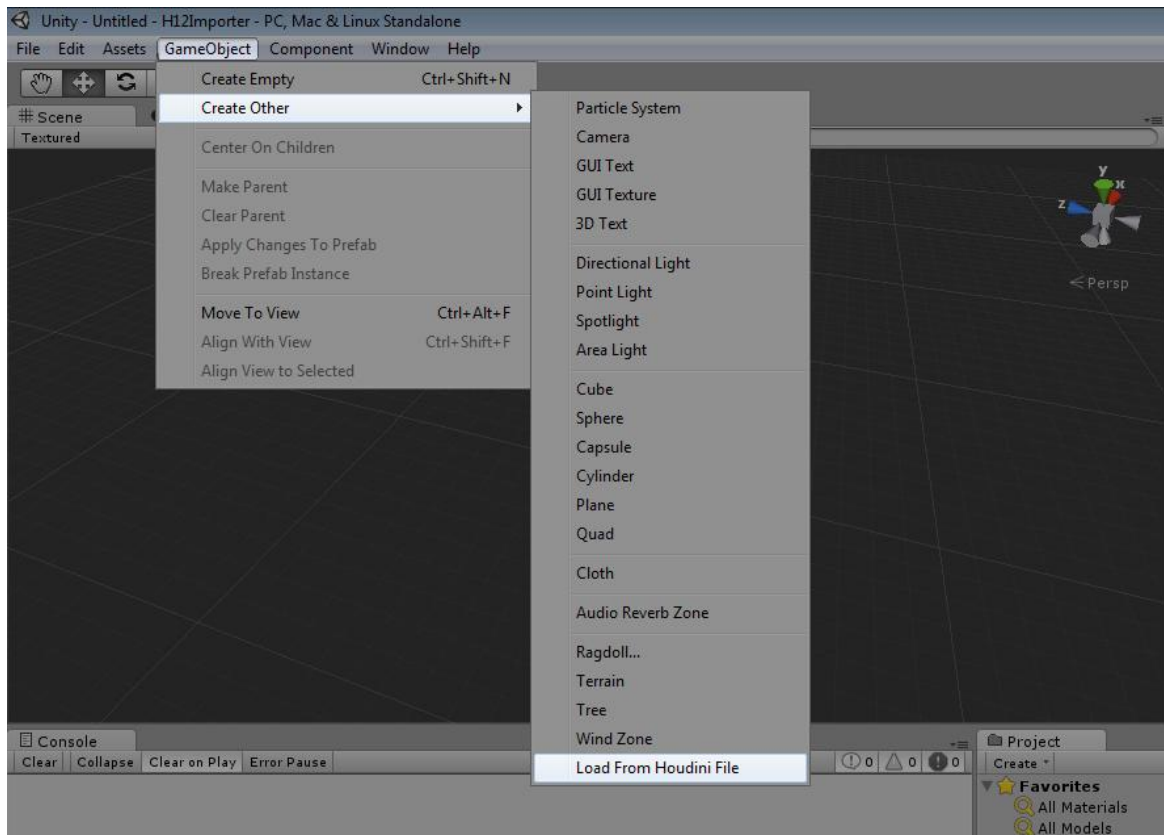 Unity - Untitled - H12Importer - PC, Mac & Linux Standalone
File Edit Assets GameObject Component Window Help
Create Empty Ctrl+Shift+N
Create Other
Center On Children
Make Parent
Clear Parent
Apply Changes To Prefab
Break Prefab Instance
Move To View Ctrl+Alt+F
Align With View Ctrl+Shift+F
Align View to Selected
Particle System
Camera
GUI Text
GUI Texture
3D Text
Directional Light
Point Light
Spotlight
Area Light
Cube
Sphere
Capsule
Cylinder
Plane
Quad
Cloth
Audio Reverb Zone
Ragdoll...
Terrain
Tree
Wind Zone
Load From Houdini File
# Scene
Textured
y
x
z
<Persp
Console
Clear Collapse Clear on Play Error Pause
0 0 0
Project
Create
Favorites
All Materials
All Models